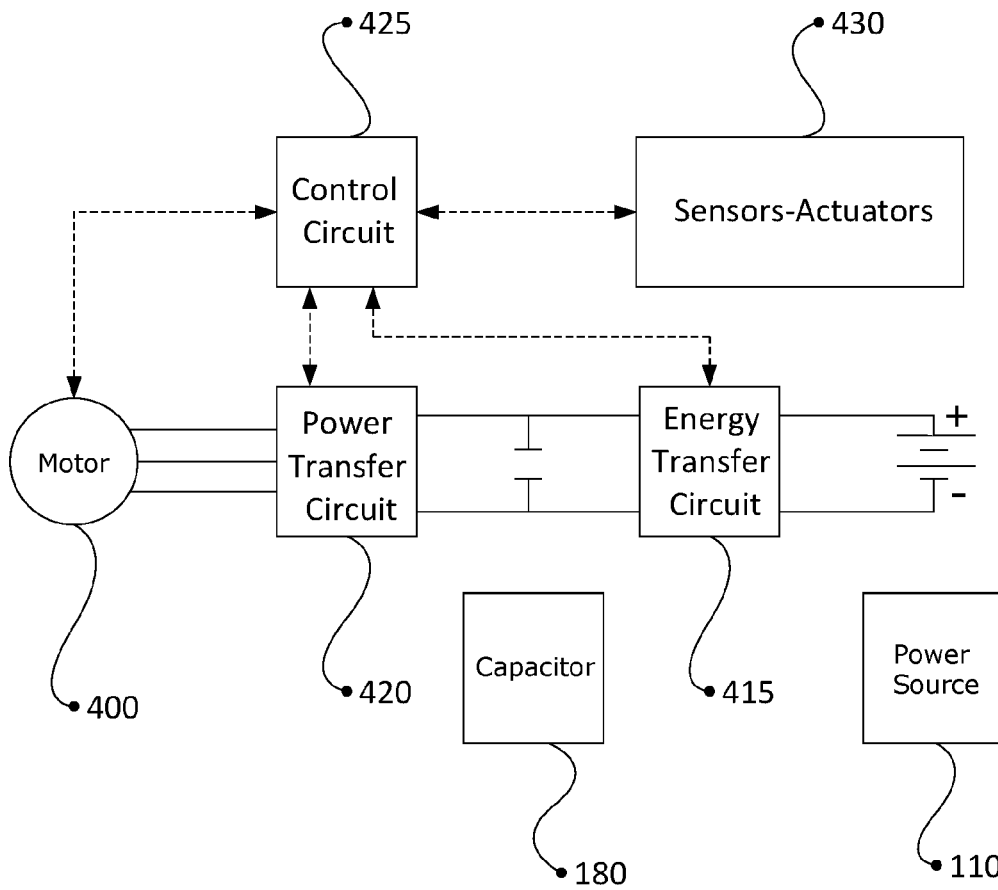 425
430
Control
Circuit
Sensors-Actuators
Motor
Power
Transfer
Circuit
Energy
Transfer
Circuit
+
-
400
420
Capacitor
415
Power
Source
180
110